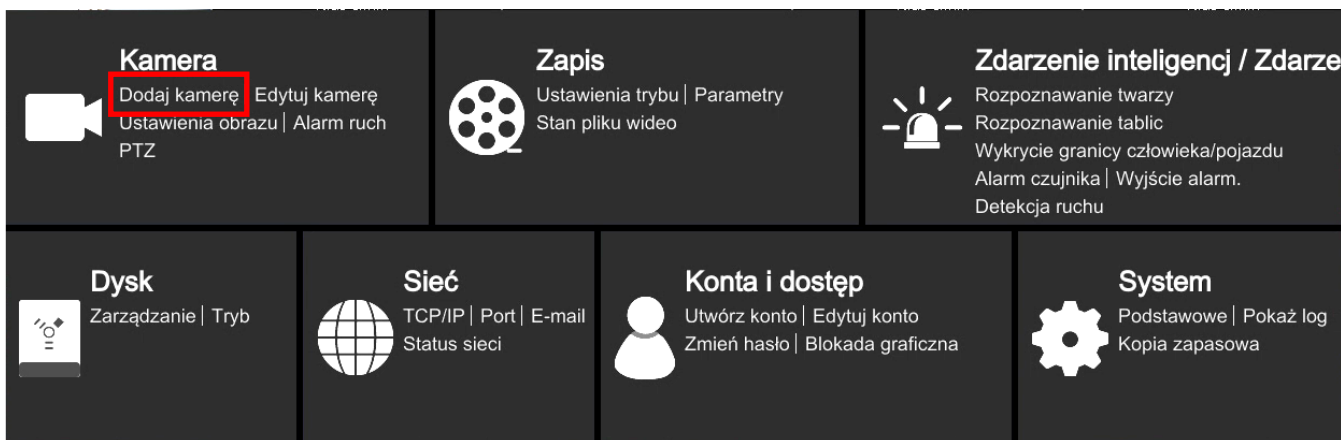 Kamera
Dodaj kamerę | Edytuj kamerę
Ustawienia obrazu | Alarm ruch
PTZ
Zapis
Ustawienia trybu | Parametry
Stan pliku wideo
Zdarzenie inteligencj / Zdarze
Rozpoznawanie twarzy
Rozpoznawanie tablic
Wykrycie granicy człowieka/pojazdu
Alarm czujnika | Wyjście alarm.
Detekcja ruchu
Dysk
Zarządzanie | Tryb
Sieć
TCP/IP | Port | E-mail
Status sieci
Konta i dostęp
Utwórz konto | Edytuj konto
Zmień hasło | Blokada graficzna
System
Podstawowe | Pokaż log
Kopia zapasowa